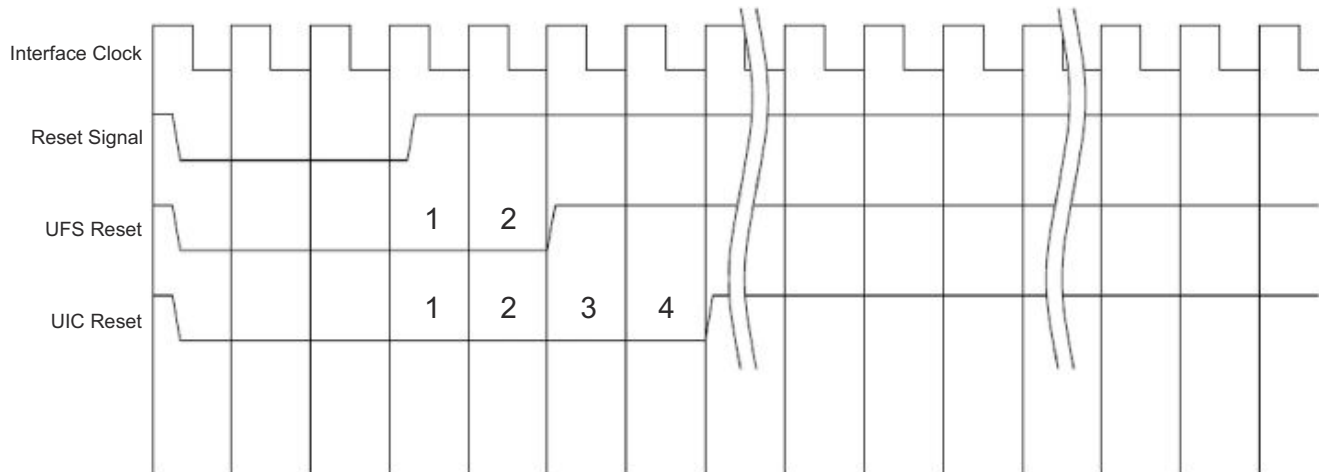 Interface Clock
Reset Signal
UFS Reset
1 2
UIC Reset
1 2 3 4